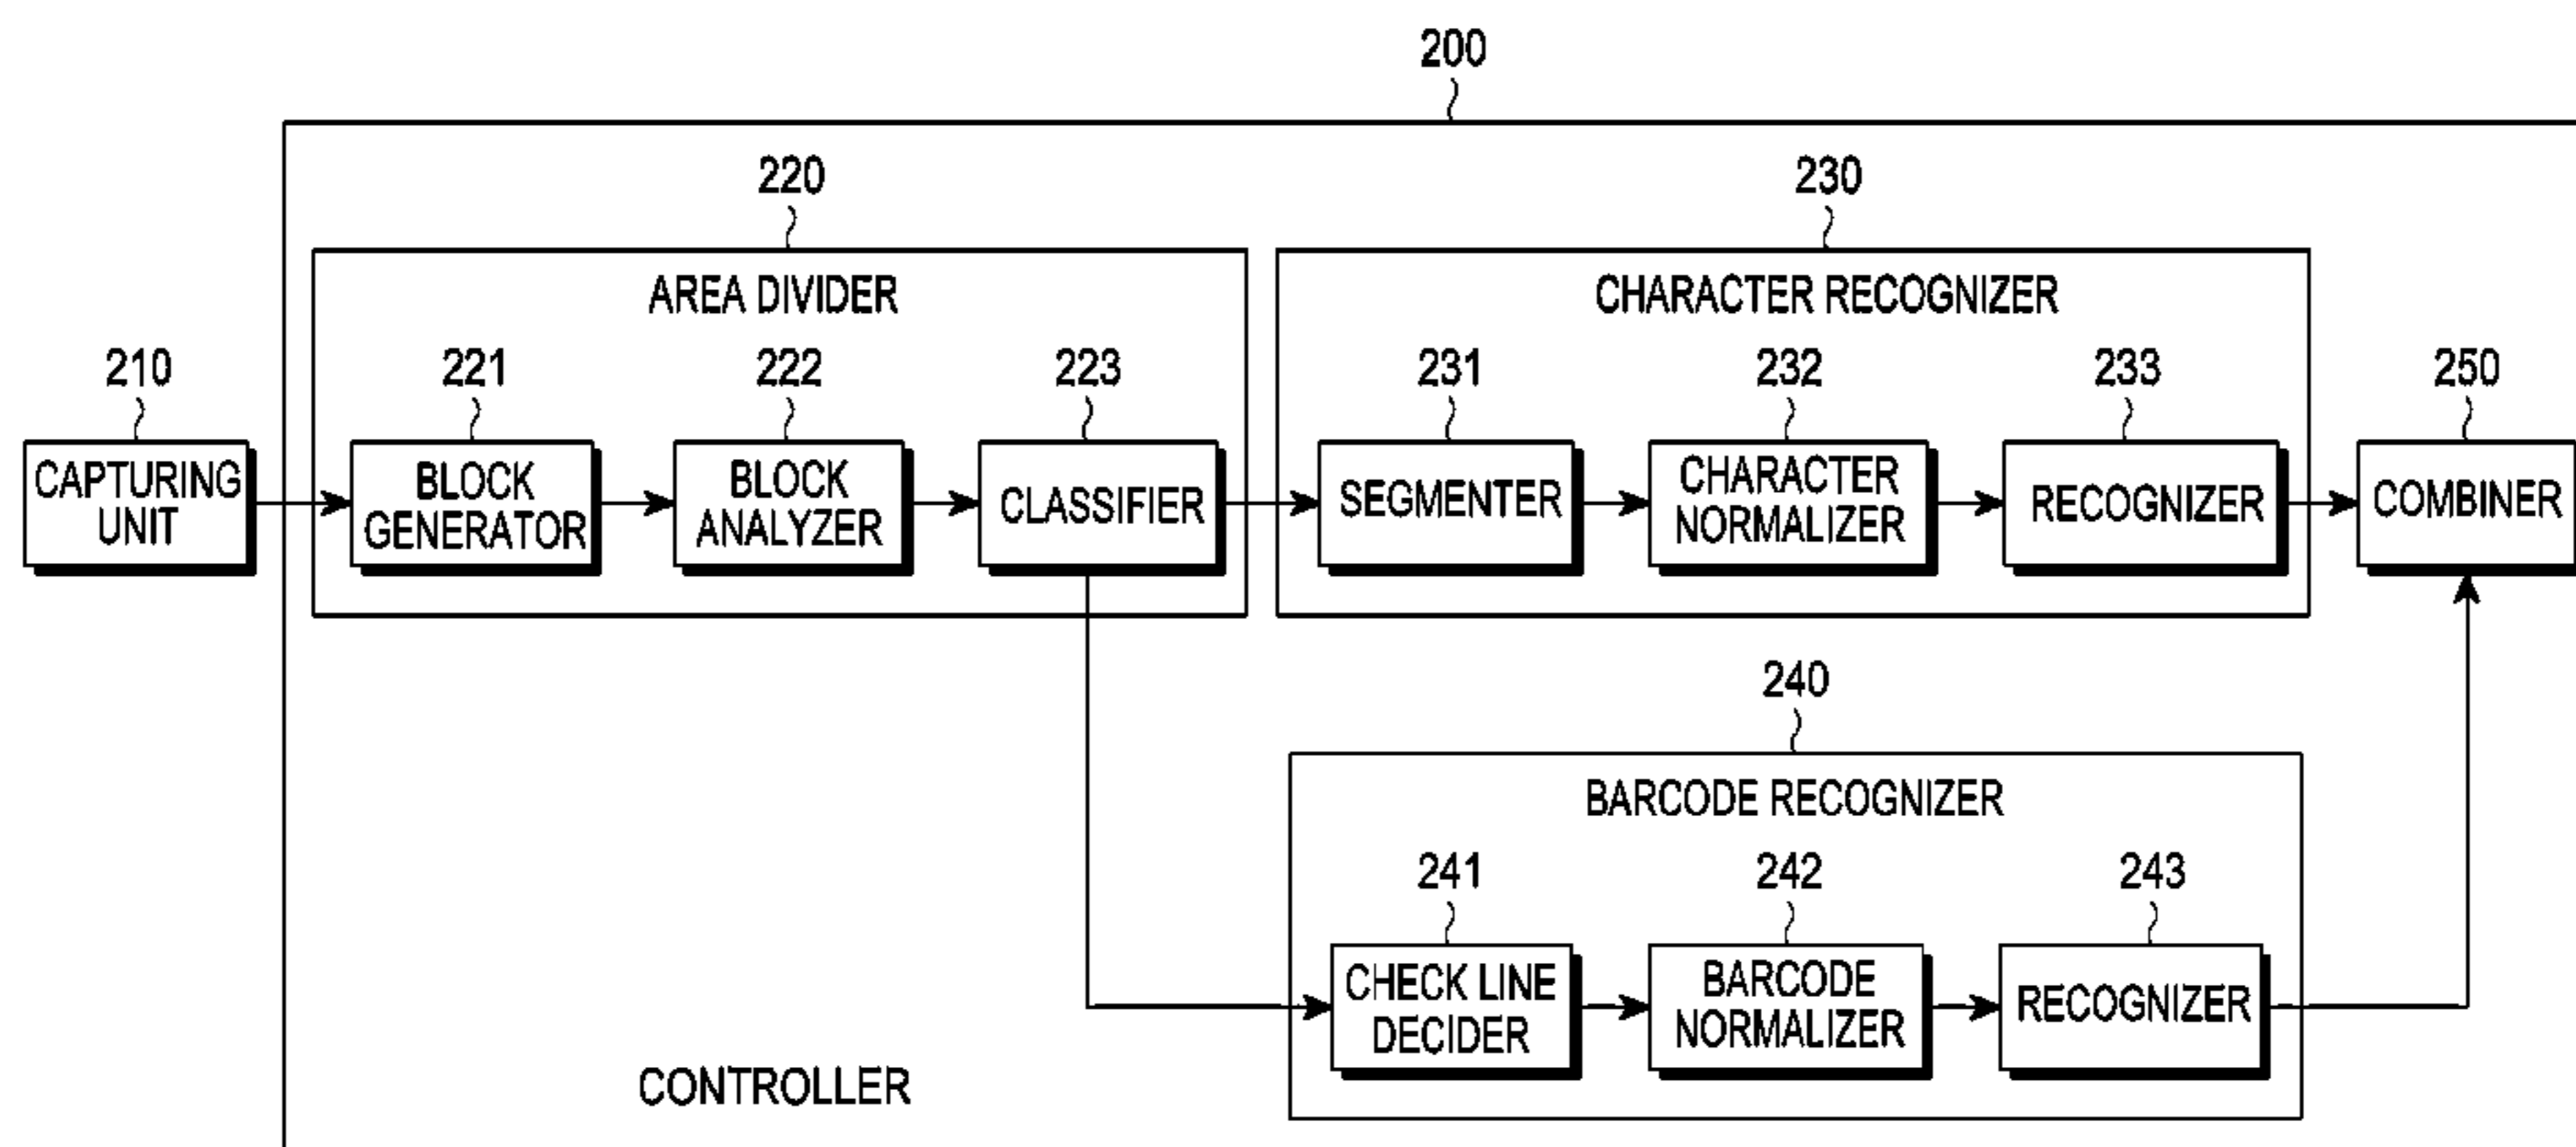 200
220
230
AREA DIVIDER
CHARACTER RECOGNIZER
210
221
222
223
231
232
233
250
CAPTURING
UNIT
BLOCK
GENERATOR
BLOCK
ANALYZER
CLASSIFIER
SEGMENTER
CHARACTER
NORMALIZER
RECOGNIZER
COMBINER
240
BARCODE RECOGNIZER
241
242
243
CHECK LINE
DECIDER
BARCODE
NORMALIZER
RECOGNIZER
CONTROLLER